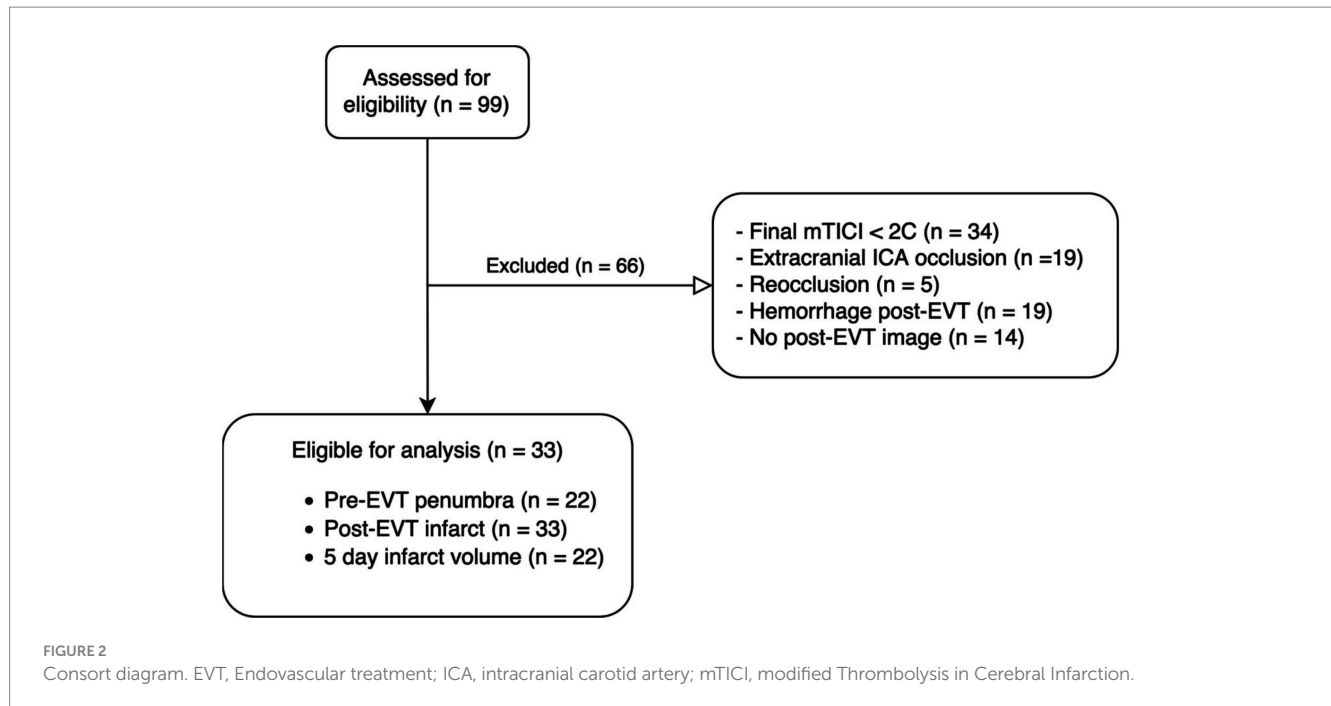 Assessed for
eligibility (n = 99)
Excluded (n = 66)
- Final mTICI < 2C (n = 34)
- Extracranial ICA occlusion (n =19)
- Reocclusion (n = 5)
- Hemorrhage post-EVT (n = 19)
- No post-EVT image (n = 14)
Eligible for analysis (n = 33)
• Pre-EVT penumbra (n = 22)
• Post-EVT infarct (n = 33)
• 5 day infarct volume (n = 22)
FIGURE 2
Consort diagram. EVT, Endovascular treatment; ICA, intracranial carotid artery; mTICI, modified Thrombolysis in Cerebral Infarction.